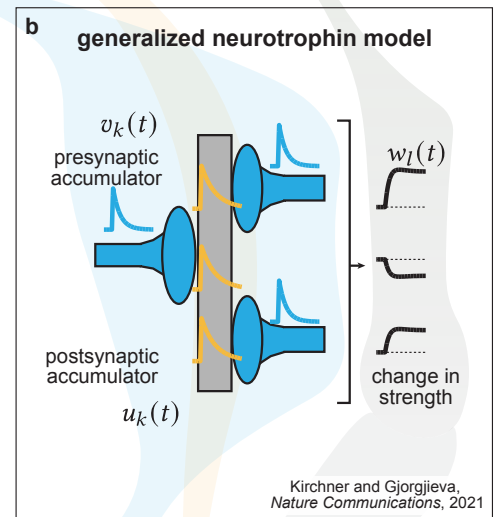 b
generalized neurotrophin model
v_k(t)
presynaptic
accumulator
w_l(t)
postsynaptic
accumulator
u_k(t)
change in
strength
Kirchner and Gjorgjieva,
Nature Communications, 2021